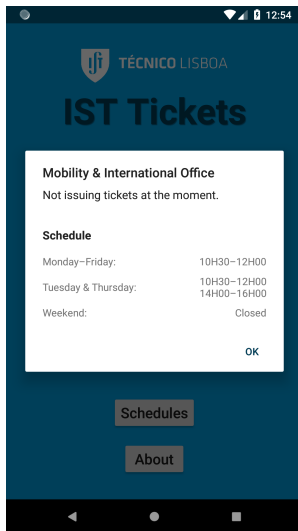 12:54
TÉCNICO LISBOA
IST Tickets
Mobility & International Office
Not issuing tickets at the moment.
Schedule
Monday–Friday: 10H30–12H00
Tuesday & Thursday: 10H30–12H00
14H00–16H00
Weekend: Closed
OK
Schedules
About